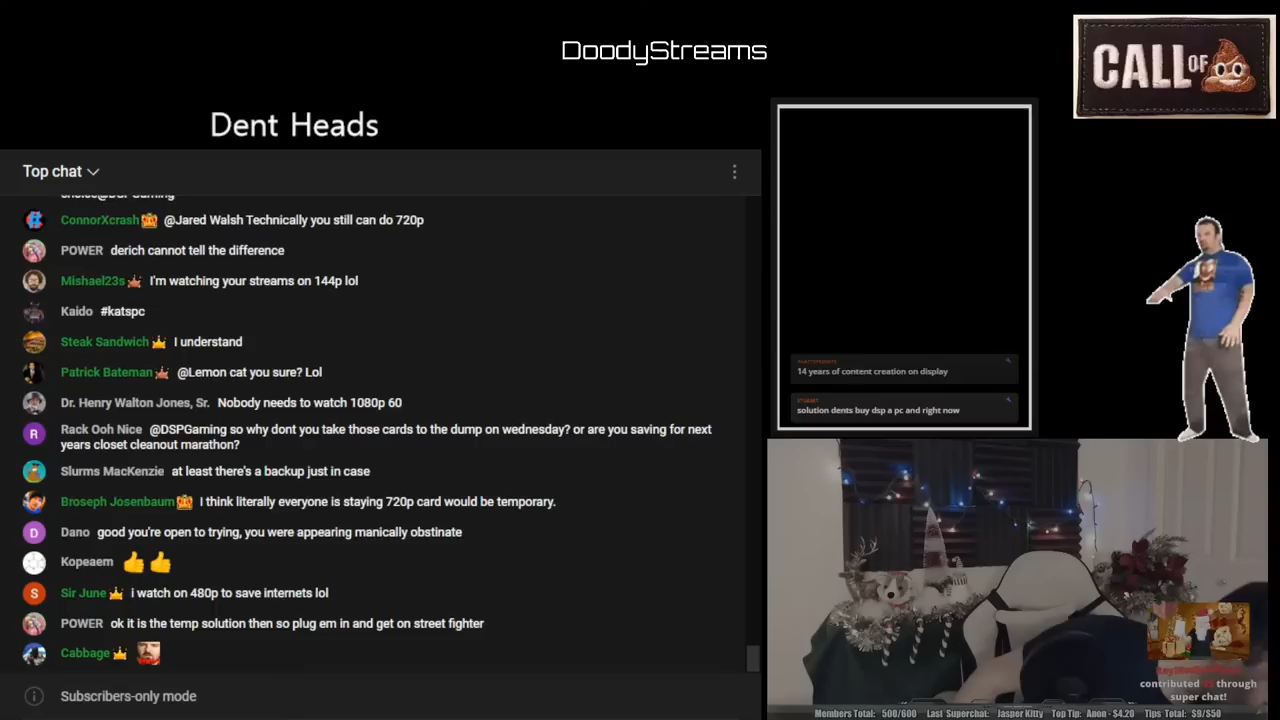 DoodyStreams
CALL OF
Dent Heads
Top chat
ConnorXcrash @Jared Walsh Technically you still can do 720p
POWER derich cannot tell the difference
Mishael23s I'm watching your streams on 144p lol
Kaido #katspc
Steak Sandwich I understand
Patrick Bateman @Lemon cat you sure? Lol
Dr. Henry Walton Jones, Sr. Nobody needs to watch 1080p 60
R Rack Ooh Nice @DSPGaming so why dont you take those cards to the dump on wednesday? or are you saving for next
years closet cleanout marathon?
Slurms MacKenzie at least there's a backup just in case
Broseph Josenbaum I think literally everyone is staying 720p card would be temporary.
D Dano good you're open to trying, you were appearing manically obstinate
Kopeaem
S Sir June i watch on 480p to save internets lol
POWER ok it is the temp solution then so plug em in and get on street fighter
Cabbage
Subscribers-only mode
14 years of content creation on display
solution dents buy dsp a pc and right now
contributed through
super chat!
Members Total: 500/600 Last Superchat: Jasper Kitty Top Tip: Anon - $4.20 Tips Total: $9/$50